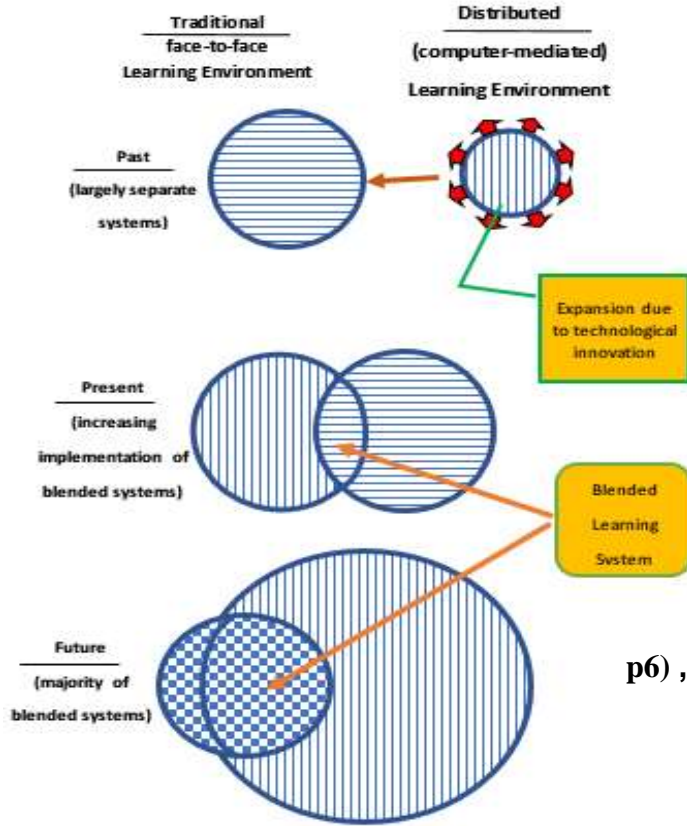 Traditional
face-to-face
Learning Environment
Distributed
(computer-mediated)
Learning Environment
Past
(largely separate
systems)
Expansion due
to technological
innovation
Present
(increasing
implementation of
blended systems)
Blended
Learning
System
Future
(majority of
blended systems)
p6) ,